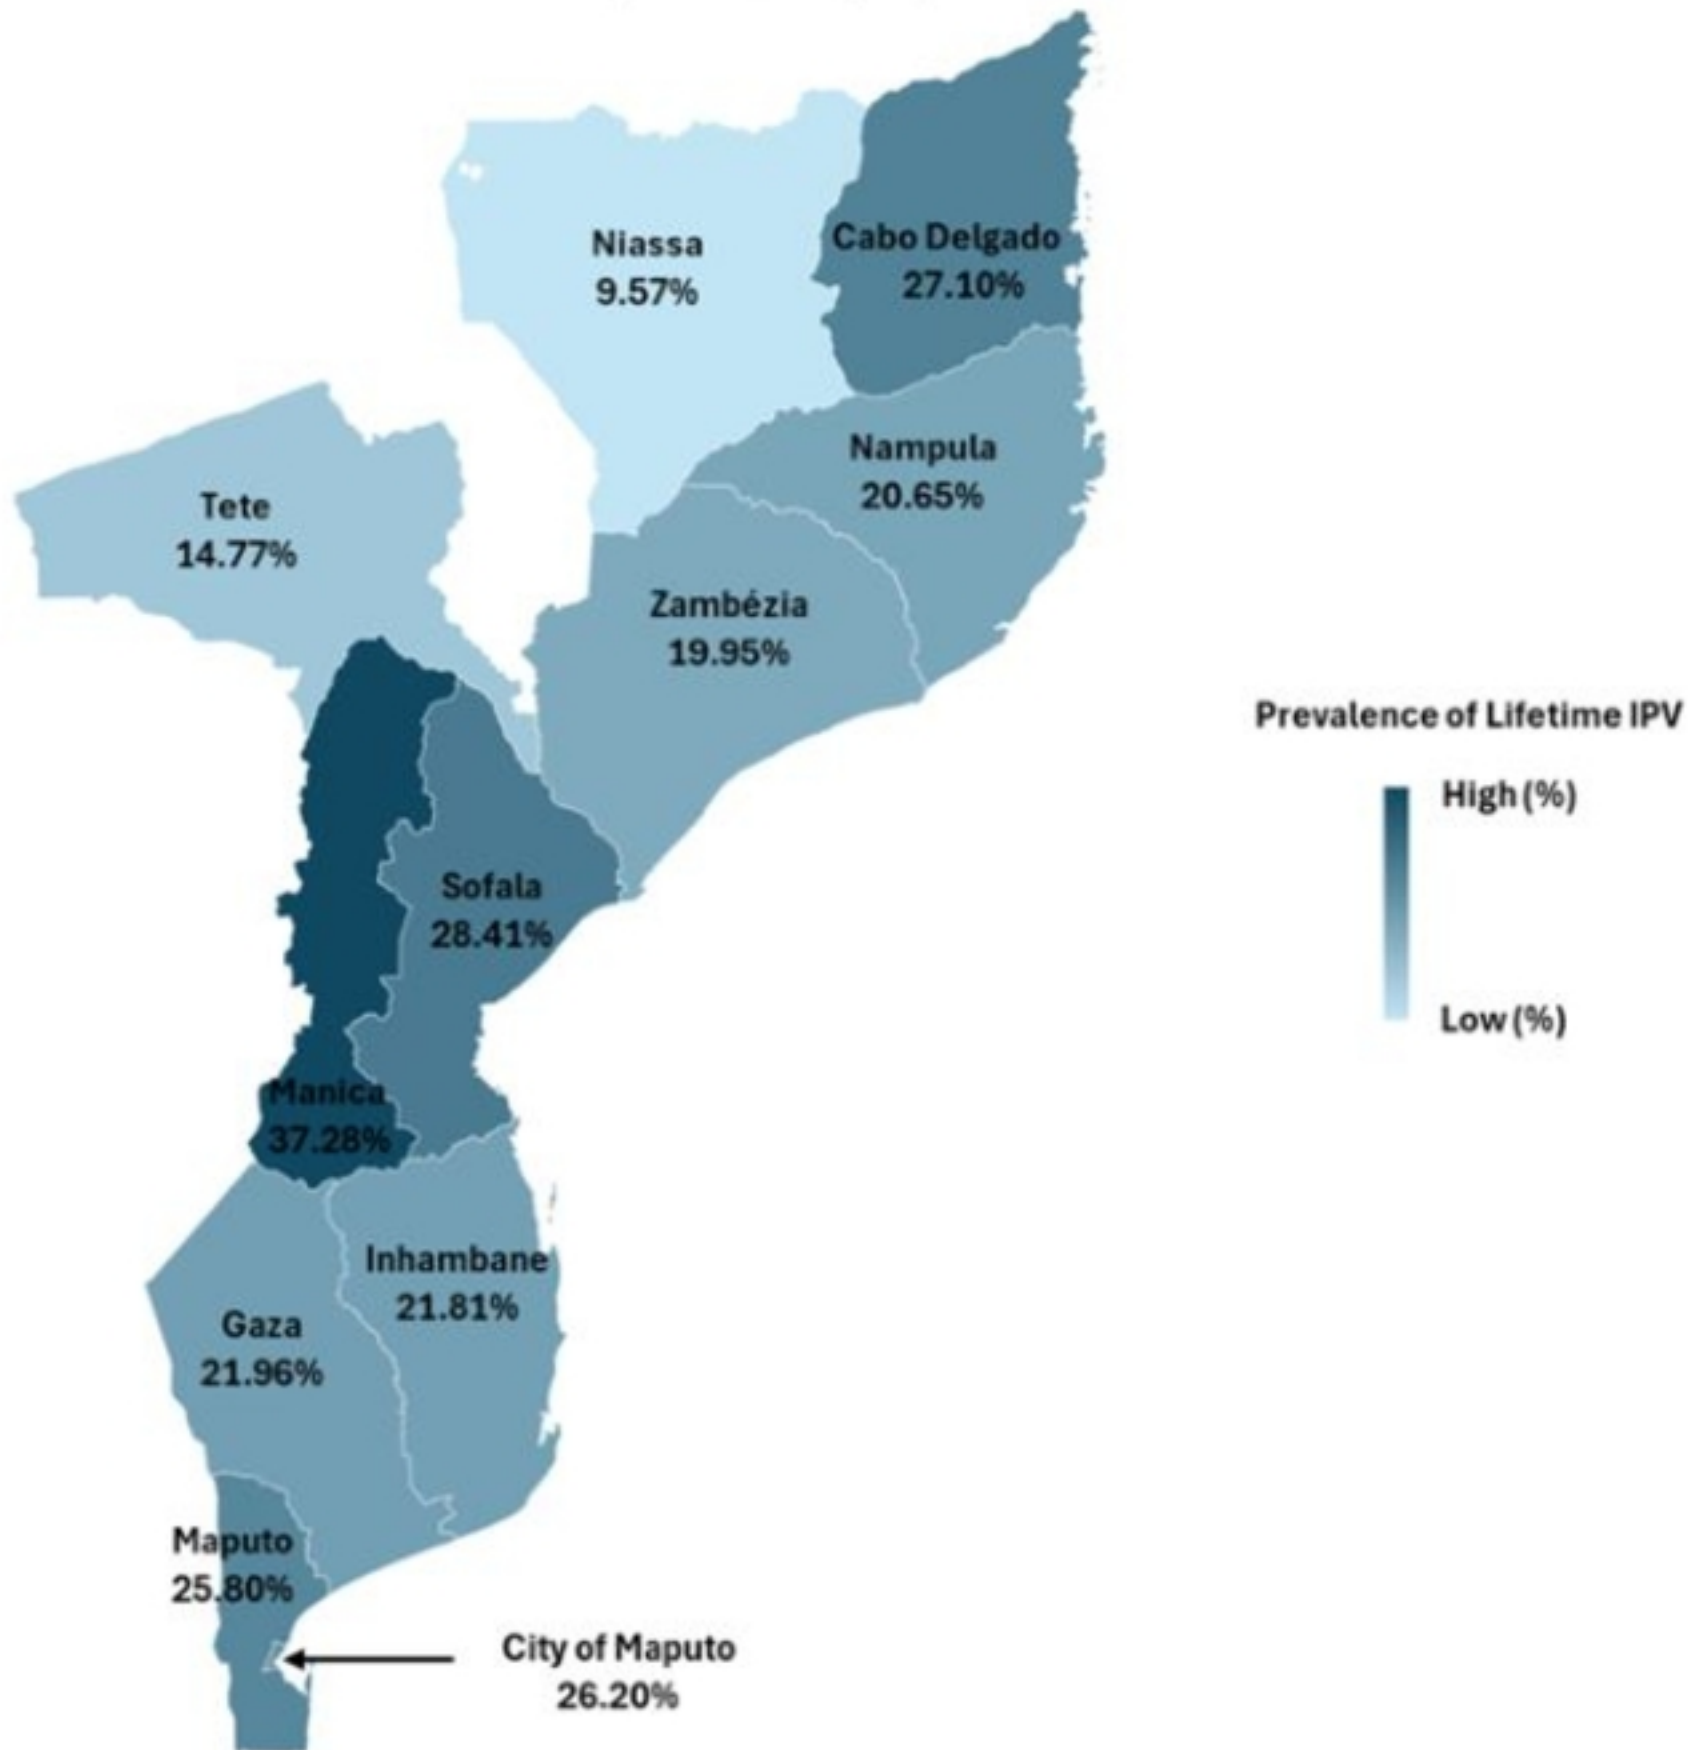 Niassa
9.57%
Cabo Delgado
27.10%
Nampula
20.65%
Tete
14.77%
Zambézia
19.95%
Prevalence of Lifetime IPV
High (%)
Low (%)
Sofala
28.41%
Manica
37.28%
Inhambane
21.81%
Gaza
21.96%
Maputo
25.80%
City of Maputo
26.20%